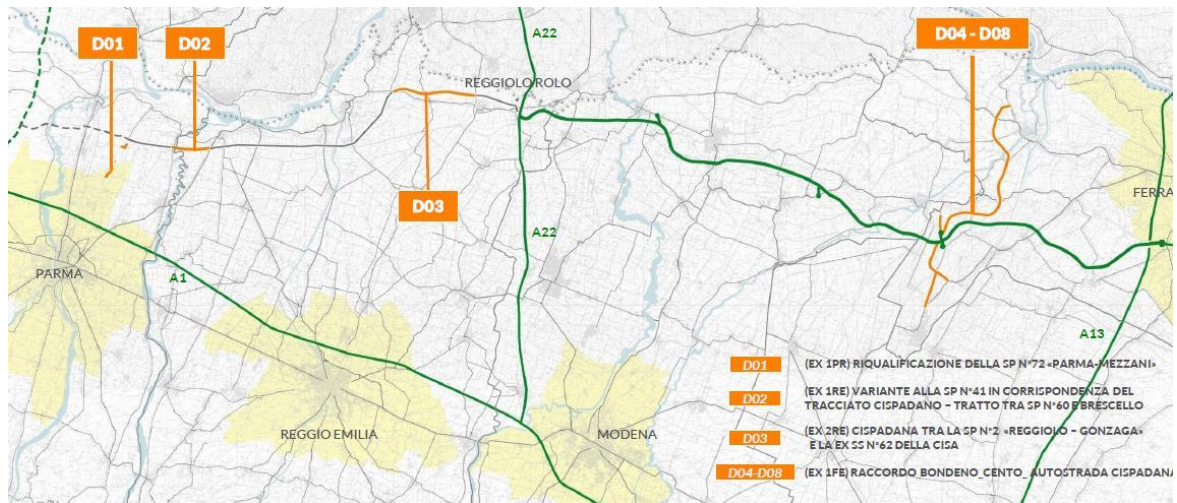 A22
D01
D02
D04 - D08
REGGIOLO ROLO
D03
FERRA
A22
PARMA
A1
A13
D01 (EX 1PR) RIQUALIFICAZIONE DELLA SP N°72 «PARMA-MEZZANI»
D02 (EX 1RE) VARIANTE ALLA SP N°41 IN CORRISPONDENZA DEL
TRACCIATO CISPADANO – TRATTO TRA SP N°60 E BRESCELLO
REGGIO EMILIA
MODENA
D03 (EX 2RE) CISPADANA TRA LA SP N°2 «REGGIOLO – GONZAGA»
E LA EX SS N°62 DELLA CISA
D04-D08 (EX 1FE) RACCORDO BONDENO_CENTO_ AUTOSTRADA CISPADANA